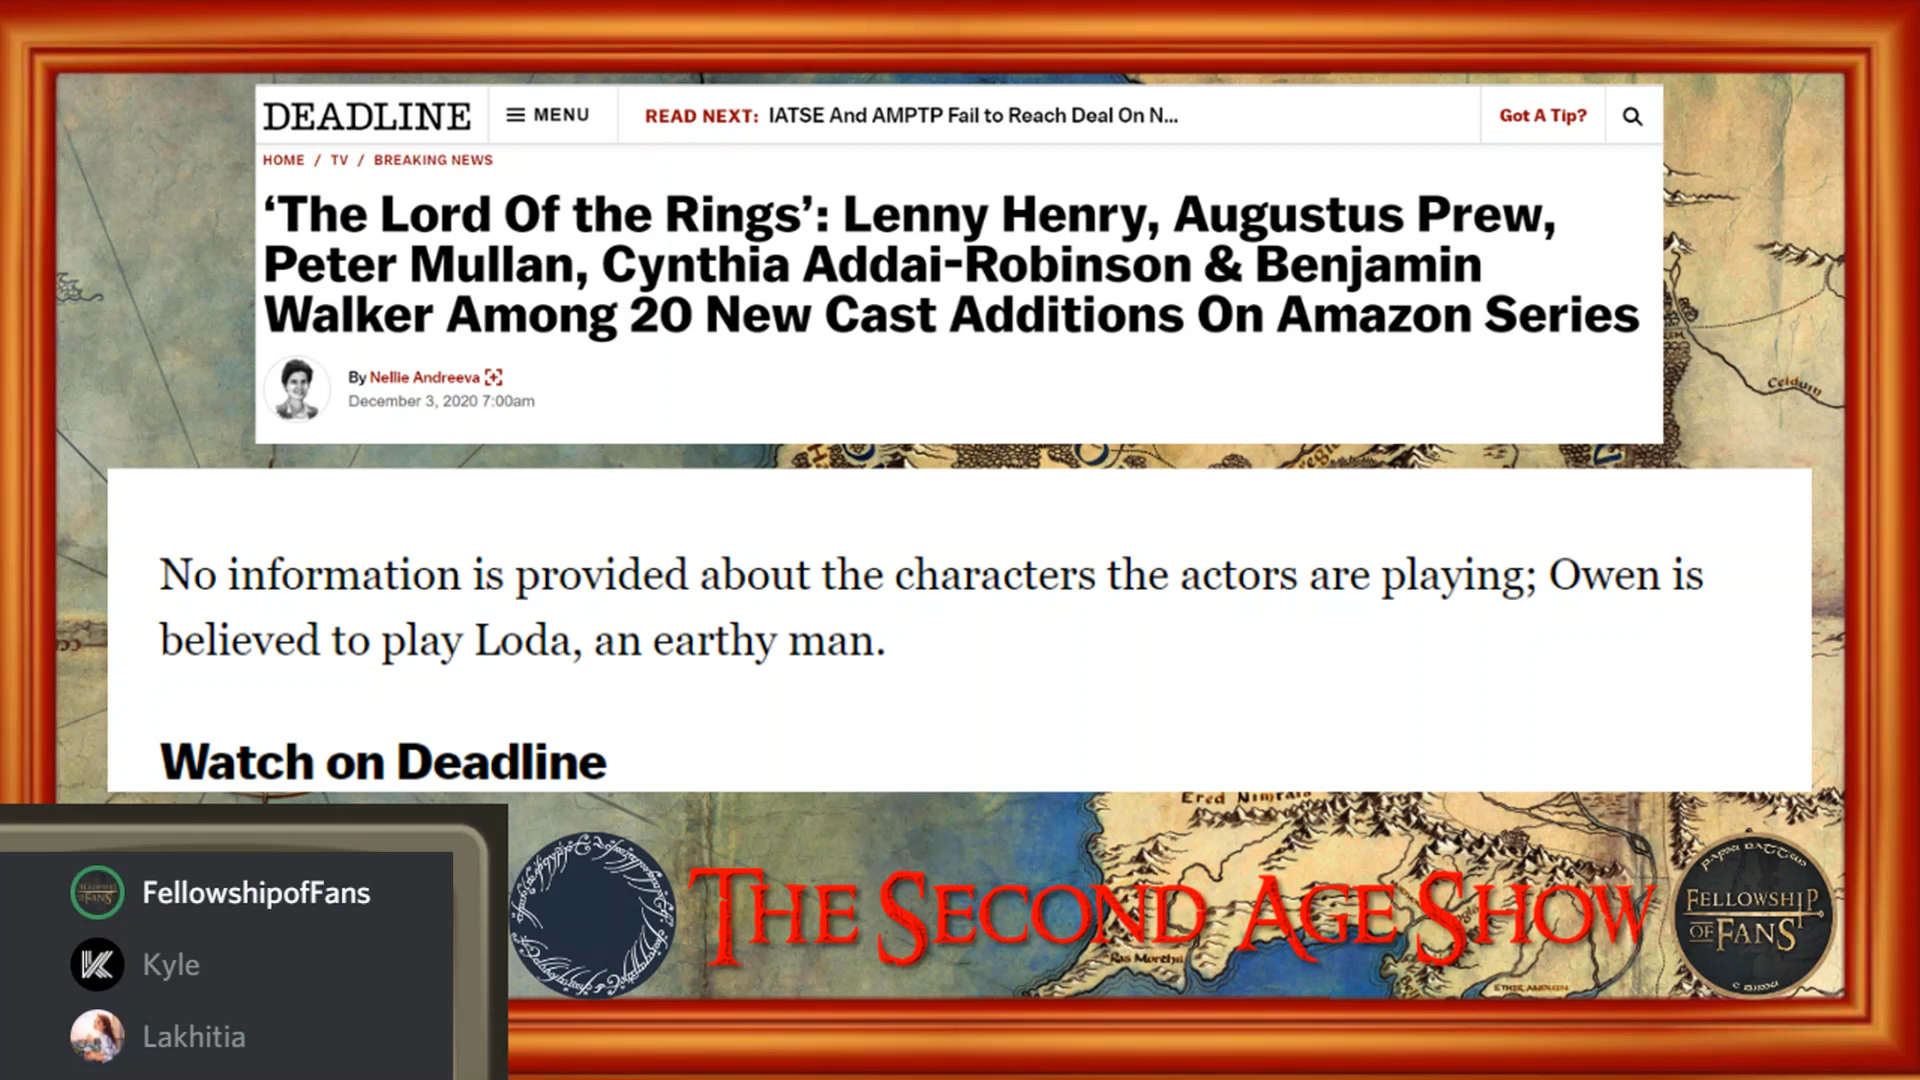 DEADLINE
MENU
READ NEXT: IATSE And AMPTP Fail to Reach Deal On N...
Got A Tip?
HOME / TV / BREAKING NEWS
‘The Lord Of the Rings’: Lenny Henry, Augustus Prew,
Peter Mullan, Cynthia Addai-Robinson & Benjamin
Walker Among 20 New Cast Additions On Amazon Series
By Nellie Andreeva
December 3, 2020 7:00am
Celduin
No information is provided about the characters the actors are playing; Owen is
believed to play Loda, an earthy man.
Watch on Deadline
Ered Nimrais
FellowshipofFans
Kyle
Lakhitia
THE SECOND AGE SHOW
Ras Morthil
FELLOWSHIP
OF FANS